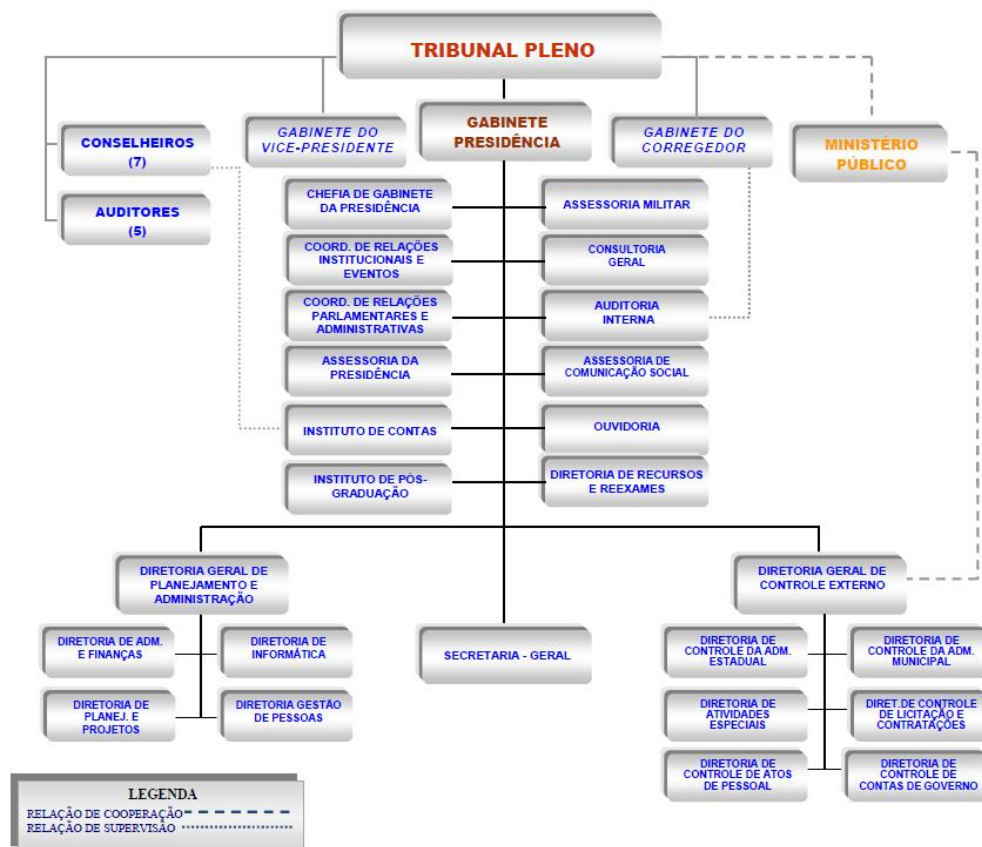 TRIBUNAL PLENO
CONSELHEIROS
(7)
GABINETE DO
VICE-PRESIDENTE
GABINETE
PRESIDÊNCIA
GABINETE DO
CORREGEDOR
MINISTÉRIO
PÚBLICO
AUDITORES
(5)
CHEFIA DE GABINETE
DA PRESIDÊNCIA
ASSESSORIA MILITAR
COORD. DE RELAÇÕES
INSTITUCIONAIS E
EVENTOS
CONSULTORIA
GERAL
COORD. DE RELAÇÕES
PARLAMENTARES E
ADMINISTRATIVAS
AUDITORIA
INTERNA
ASSESSORIA DA
PRESIDÊNCIA
ASSESSORIA DE
COMUNICAÇÃO SOCIAL
INSTITUTO DE CONTAS
OUVIDORIA
INSTITUTO DE PÓS-
GRADUAÇÃO
DIRETORIA DE RECURSOS
E REEXAMES
DIRETORIA GERAL DE
PLANEJAMENTO E
ADMINISTRAÇÃO
DIRETORIA GERAL DE
CONTROLE EXTERNO
DIRETORIA DE ADM.
E FINANÇAS
DIRETORIA DE
INFORMÁTICA
SECRETARIA - GERAL
DIRETORIA DE
CONTROLE DA ADM.
ESTADUAL
DIRETORIA DE
CONTROLE DA ADM.
MUNICIPAL
DIRETORIA DE
PLANEJ. E
PROJETOS
DIRETORIA GESTÃO
DE PESSOAS
DIRETORIA DE
ATIVIDADES
ESPECIAIS
DIRET.DE CONTROLE
DE LICITAÇÃO E
CONTRATAÇÕES
DIRETORIA DE
CONTROLE DE ATOS
DE PESSOAL
DIRETORIA DE
CONTROLE DE
CONTAS DE GOVERNO
LEGENDA
RELAÇÃO DE COOPERAÇÃO
RELAÇÃO DE SUPERVISÃO